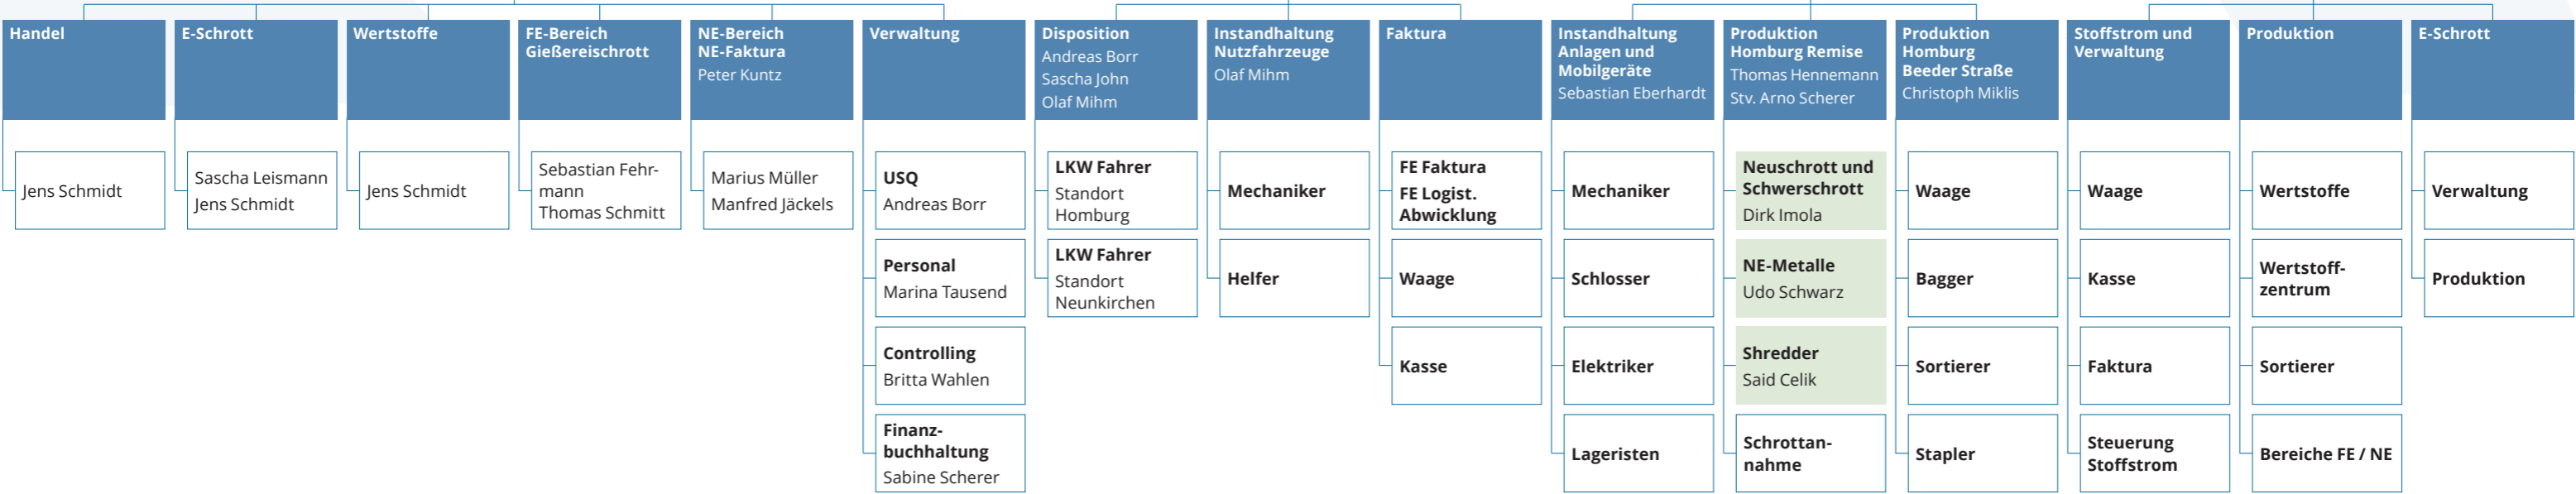 Handel
E-Schrott
Wertstoffe
FE-Bereich
Gießereischrott
NE-Bereich
NE-Faktura
Peter Kuntz
Verwaltung
Disposition
Andreas Borr
Sascha John
Olaf Mihm
Instandhaltung
Nutzfahrzeuge
Olaf Mihm
Faktura
Instandhaltung
Anlagen und
Mobilgeräte
Sebastian Eberhardt
Produktion
Homburg Remise
Thomas Hennemann
Stv. Arno Scherer
Produktion
Homburg
Beeder Straße
Christoph Miklis
Stoffstrom und
Verwaltung
Produktion
E-Schrott
Jens Schmidt
Sascha Leismann
Jens Schmidt
Jens Schmidt
Sebastian Fehr-
mann
Thomas Schmitt
Marius Müller
Manfred Jäckels
USQ
Andreas Borr
Personal
Marina Tausend
Controlling
Britta Wahlen
Finanz-
buchhaltung
Sabine Scherer
LKW Fahrer
Standort
Homburg
LKW Fahrer
Standort
Neunkirchen
Mechaniker
Helfer
FE Faktura
FE Logist.
Abwicklung
Waage
Kasse
Mechaniker
Schlosser
Elektriker
Lageristen
Neuschrott und
Schwerschrott
Dirk Imola
NE-Metalle
Udo Schwarz
Shredder
Said Celik
Schrottan-
nahme
Waage
Bagger
Sortierer
Stapler
Waage
Kasse
Faktura
Steuerung
Stoffstrom
Wertstoffe
Wertstoff-
zentrum
Sortierer
Bereiche FE / NE
Verwaltung
Produktion